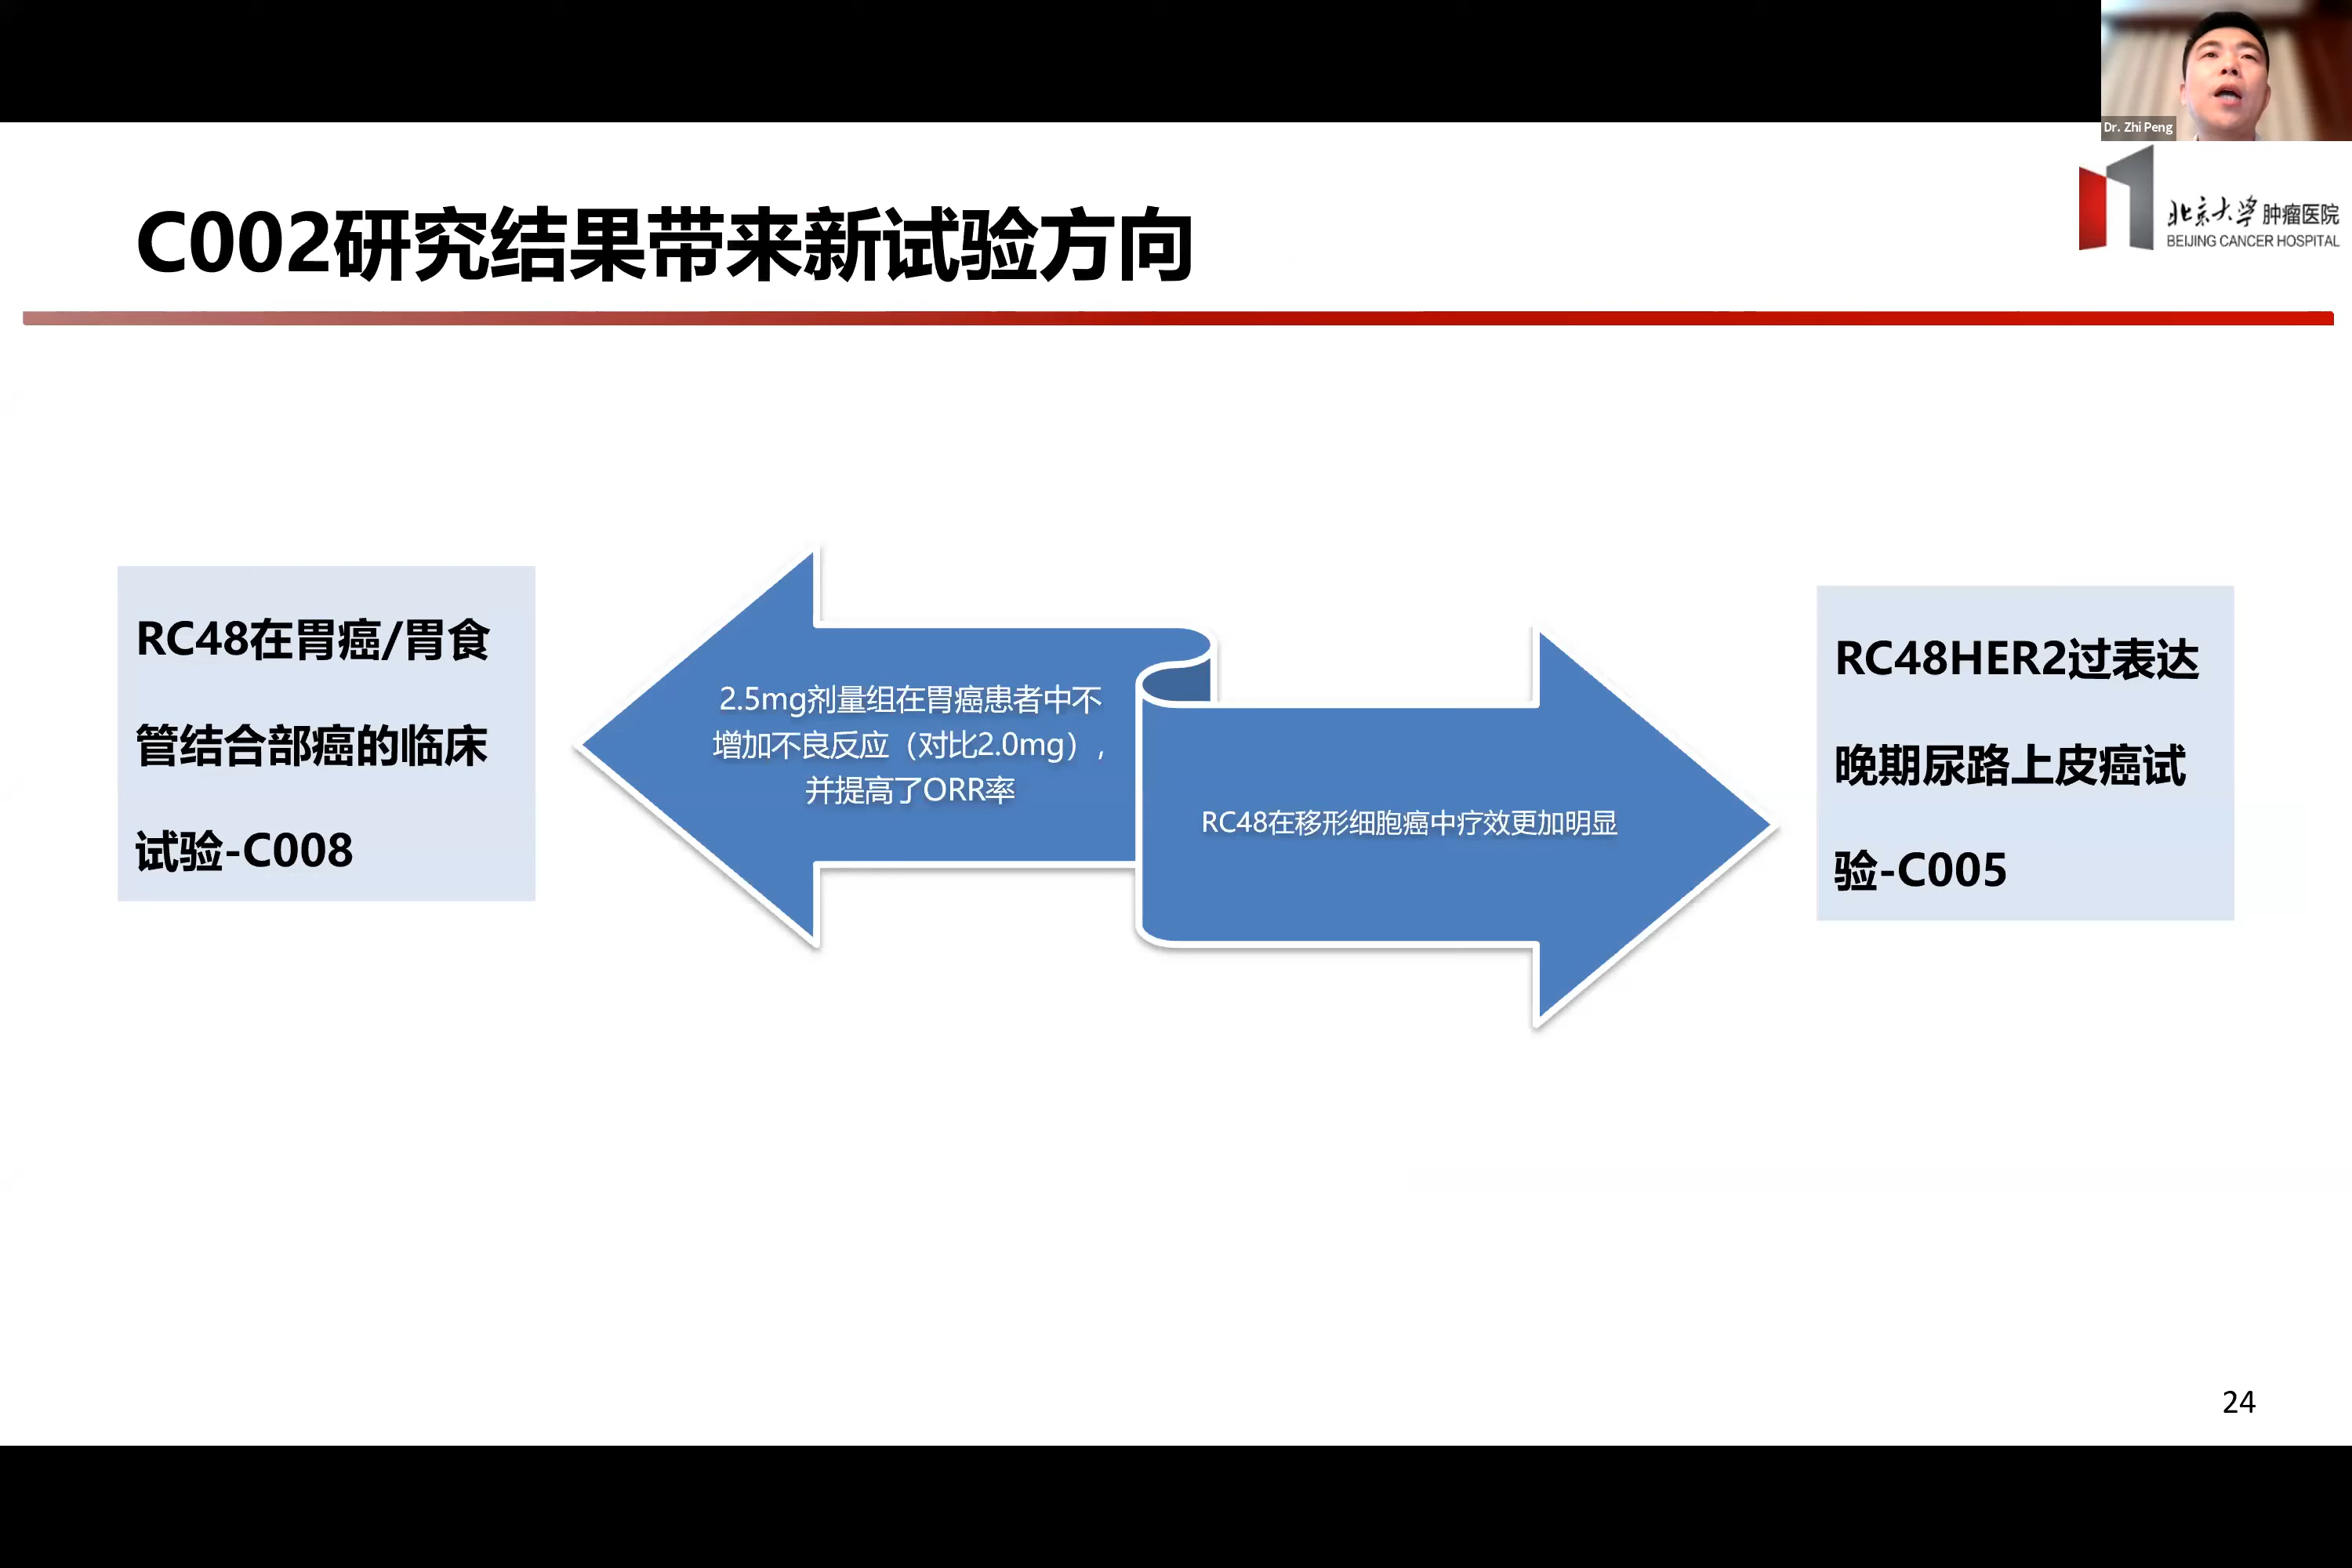 Dr. Zhi Peng
北京大学 肿瘤医院
BEIJING CANCER HOSPITAL
C002研究结果带来新试验方向
RC48在胃癌/胃食
管结合部癌的临床
试验-C008
2.5mg剂量组在胃癌患者中不
增加不良反应（对比2.0mg），
并提高了ORR率
RC48在移形细胞癌中疗效更加明显
RC48HER2过表达
晚期尿路上皮癌试
验-C005
24